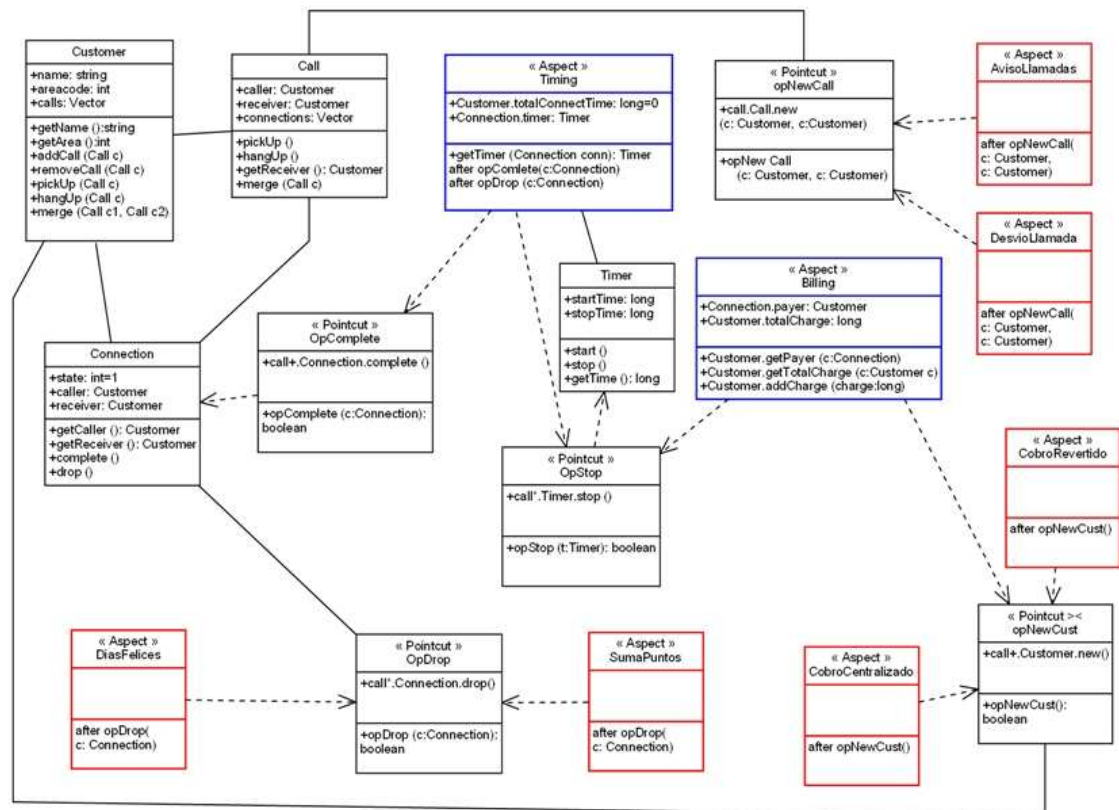 Customer
+name: string
+areacode: int
+calls: Vector
+getName ():string
+getArea ():int
+addCall (Call c)
+removeCall (Call c)
+pickUp (Call c)
+hangUp (Call c)
+merge (Call c1, Call c2)
Call
+caller: Customer
+receiver: Customer
+connections: Vector
+pickUp ()
+hangUp ()
+getReceiver (): Customer
+merge (Call c)
« Aspect »
Timing
+Customer.totalConnectTime: long=0
+Connection.timer: Timer
+getTimer (Connection conn): Timer
after opComlete(c:Connection)
after opDrop (c:Connection)
« Pointcut »
opNewCall
+call.Call.new
(c: Customer, c:Customer)
+opNew Call
(c: Customer, c: Customer)
« Aspect »
AvisoLlamadas
after opNewCall(
c: Customer,
c: Customer)
« Aspect »
DesvioLlamada
after opNewCall(
c: Customer,
c: Customer)
Timer
+startTime: long
+stopTime: long
+start ()
+stop ()
+getTime (): long
« Aspect »
Billing
+Connection.payer: Customer
+Customer.totalCharge: long
+Customer.getPayer (c:Connection)
+Customer.getTotalCharge (c:Customer c)
+Customer.addCharge (charge:long)
« Pointcut »
OpComplete
+call+.Connection.complete ()
+opComplete (c:Connection):
boolean
Connection
+state: int=1
+caller: Customer
+receiver: Customer
+getCaller (): Customer
+getReceiver (): Customer
+complete ()
+drop ()
« Pointcut »
OpStop
+call*.Timer.stop ()
+opStop (t:Timer): boolean
« Aspect »
CobroRevertido
after opNewCust()
« Pointcut ><
opNewCust
+call+.Customer.new()
+opNewCust():
boolean
« Aspect »
DiasFelices
after opDrop(
c: Connection)
« Pointcut »
OpDrop
+call*.Connection.drop()
+opDrop (c:Connection):
boolean
« Aspect »
SumaPuntos
after opDrop(
c: Connection)
« Aspect »
CobroCentralizado
after opNewCust()